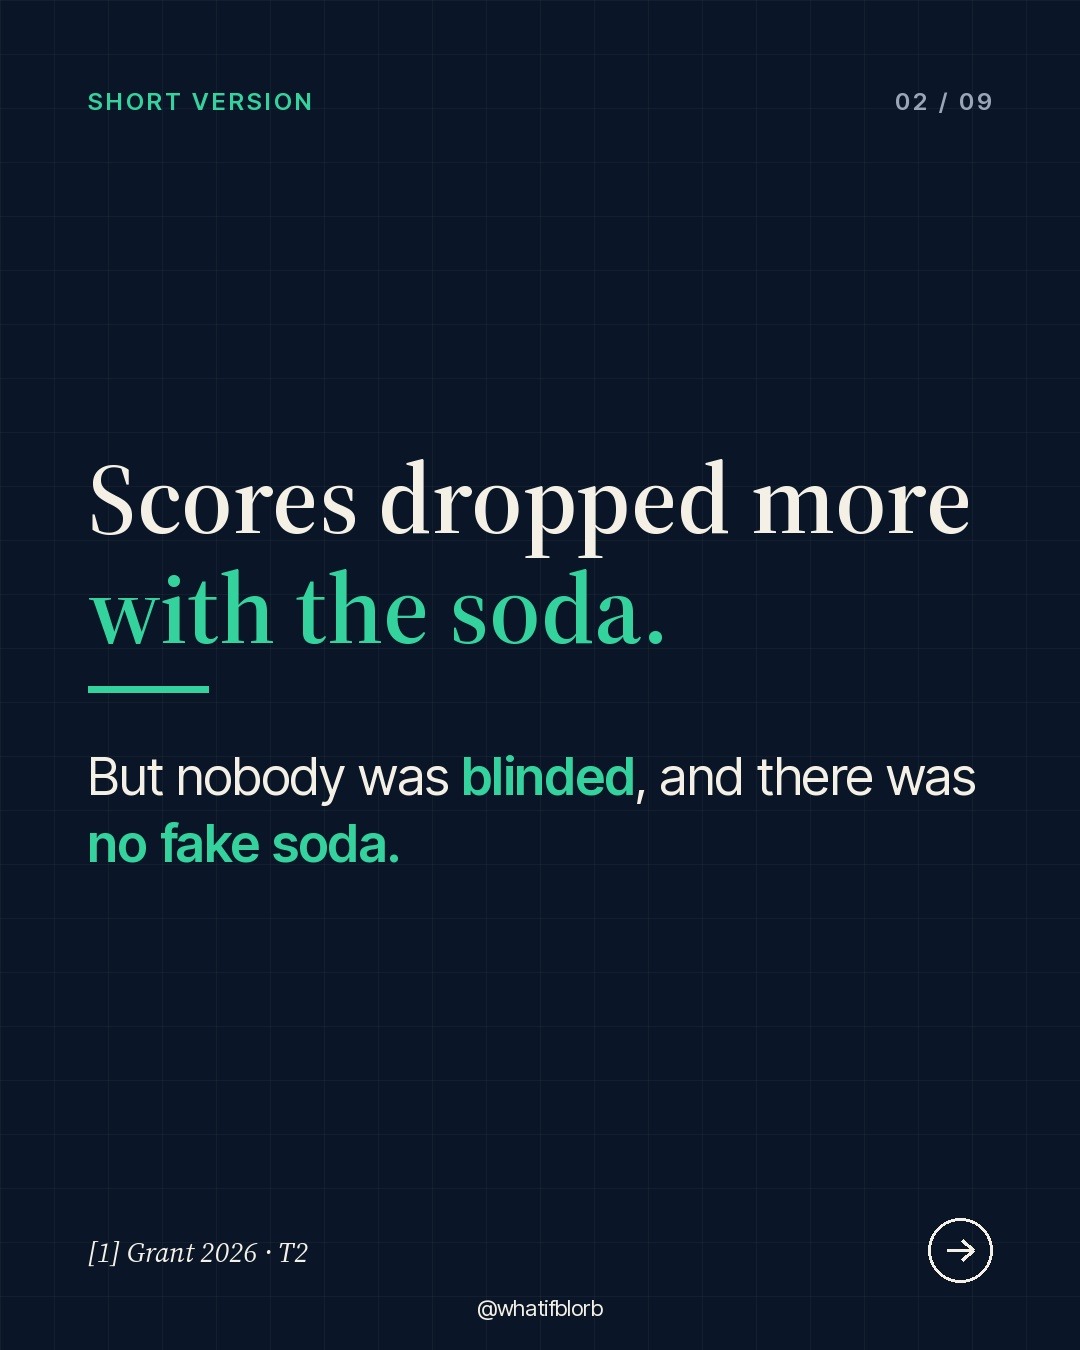 SHORT VERSION
02 / 09
Scores dropped more
with the soda.
But nobody was blinded, and there was
no fake soda.
[1] Grant 2026 · T2
@whatifblorb